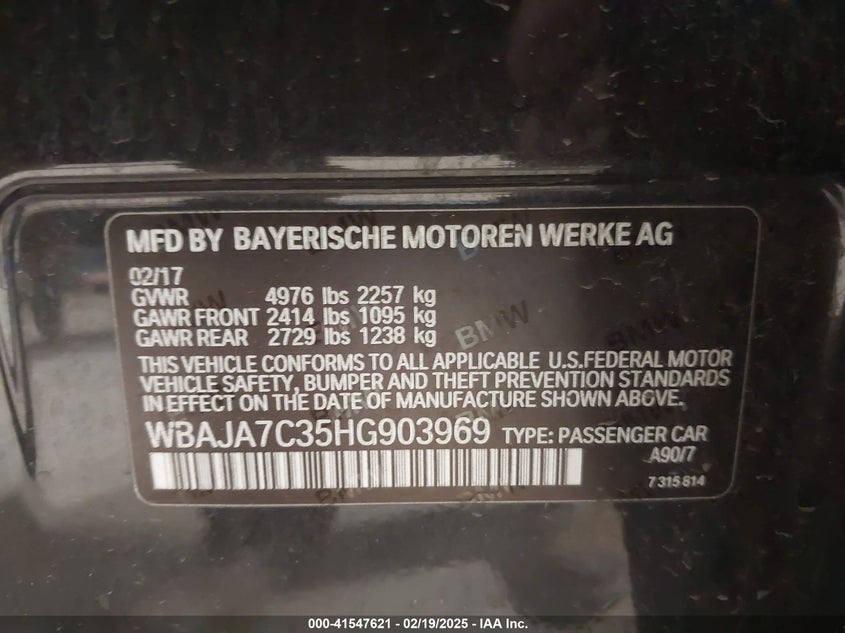 MFD BY BAYERISCHE MOTOREN WERKE AG
02/17
GVWR 4976 lbs 2257 kg
GAWR FRONT 2414 lbs 1095 kg
GAWR REAR 2729 lbs 1238 kg
THIS VEHICLE CONFORMS TO ALL APPLICABLE U.S.FEDERAL MOTOR
VEHICLE SAFETY, BUMPER AND THEFT PREVENTION STANDARDS
IN EFFECT ON THE DATE OF MANUFACTURE SHOWN ABOVE.
WBAJA7C35HG903969 TYPE: PASSENGER CAR
A90/7
7 315 814
000-41547621 - 02/19/2025 - IAA Inc.